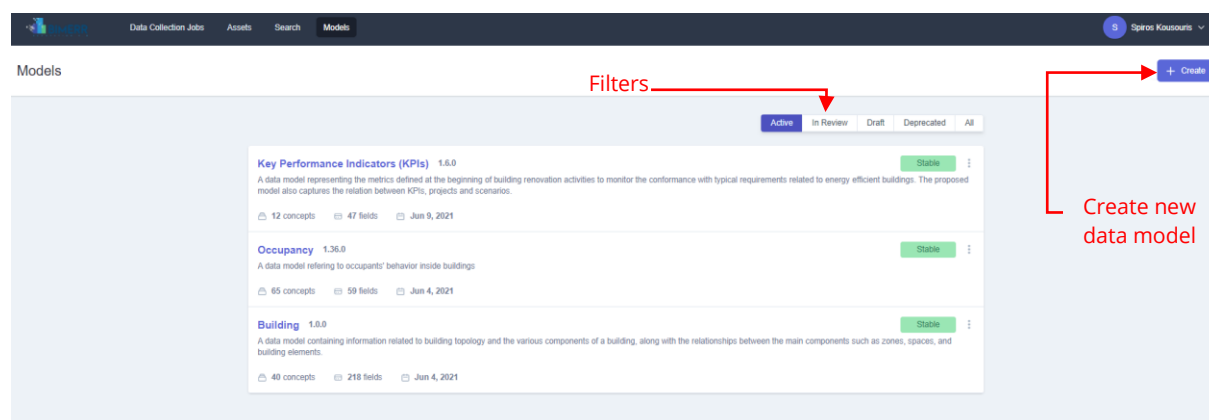 Data Collection Jobs Assets Search Models S Spiros Kousouris
Models
+ Create
Filters
Active In Review Draft Deprecated All
Key Performance Indicators (KPIs) 1.6.0 Stable
A data model representing the metrics defined at the beginning of building renovation activities to monitor the conformance with typical requirements related to energy efficient buildings. The proposed
model also captures the relation between KPIs, projects and scenarios.
12 concepts 47 fields Jun 9, 2021
Create new
data model
Occupancy 1.36.0 Stable
A data model refering to occupants' behavior inside buildings
65 concepts 59 fields Jun 4, 2021
Building 1.0.0 Stable
A data model containing information related to building topology and the various components of a building, along with the relationships between the main components such as zones, spaces, and
building elements.
40 concepts 218 fields Jun 4, 2021